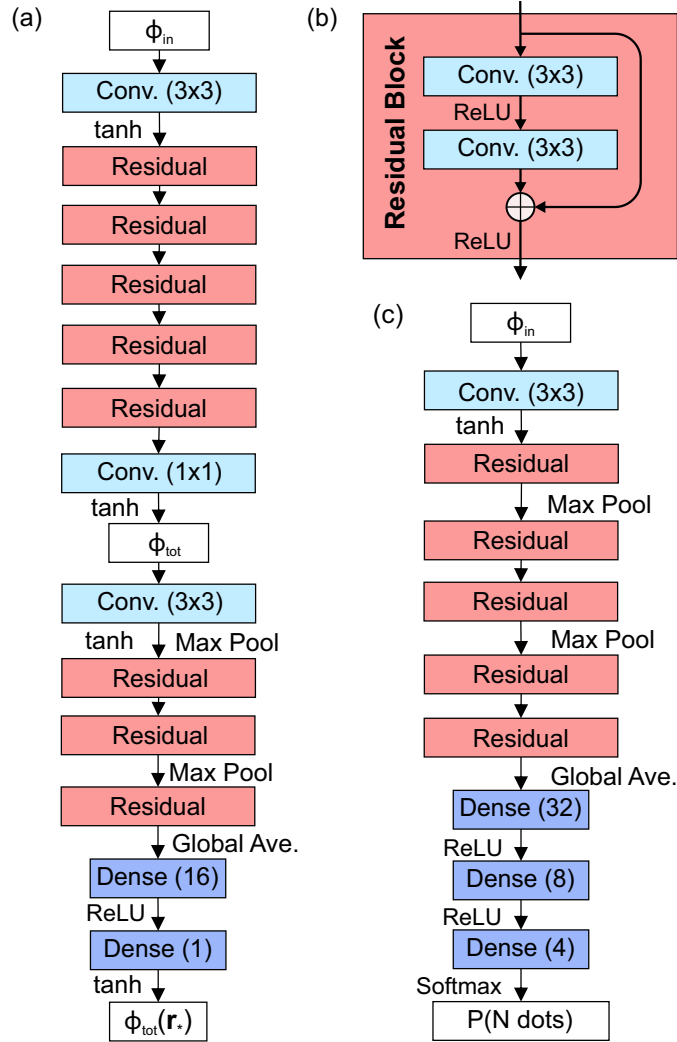 (a)
ϕin
Conv. (3x3)
tanh
Residual
Residual
Residual
Residual
Residual
Conv. (1x1)
tanh
ϕtot
Conv. (3x3)
tanh
Max Pool
Residual
Residual
Max Pool
Residual
Global Ave.
Dense (16)
ReLU
Dense (1)
tanh
ϕtot(r*)
(b)
Residual Block
Conv. (3x3)
ReLU
Conv. (3x3)
ReLU
(c)
ϕin
Conv. (3x3)
tanh
Residual
Max Pool
Residual
Residual
Max Pool
Residual
Residual
Global Ave.
Dense (32)
ReLU
Dense (8)
ReLU
Dense (4)
Softmax
P(N dots)